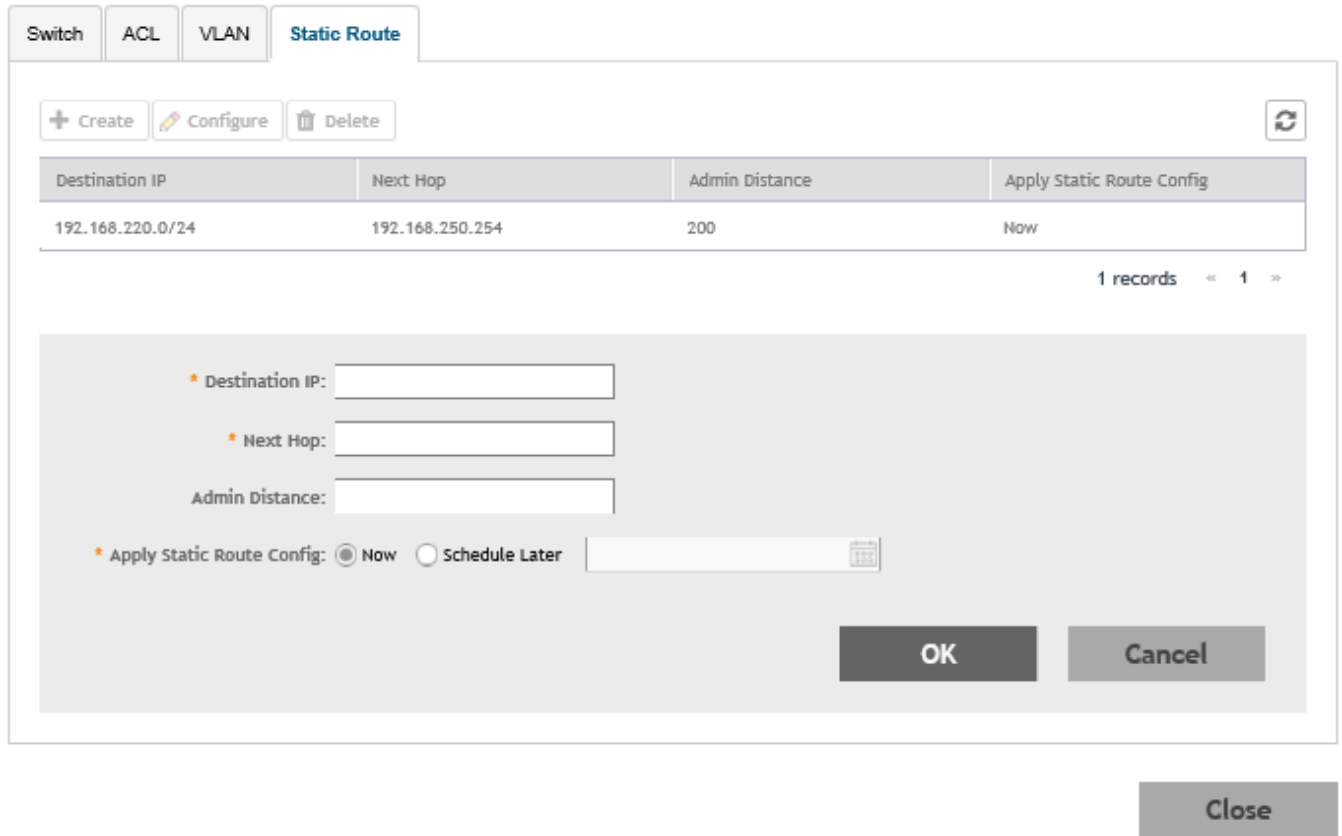 Switch ACL VLAN Static Route
Create Configure Delete
Destination IP Next Hop Admin Distance Apply Static Route Config
192.168.220.0/24 192.168.250.254 200 Now
1 records « 1 »
* Destination IP:
* Next Hop:
Admin Distance:
* Apply Static Route Config: Now Schedule Later
OK Cancel
Close